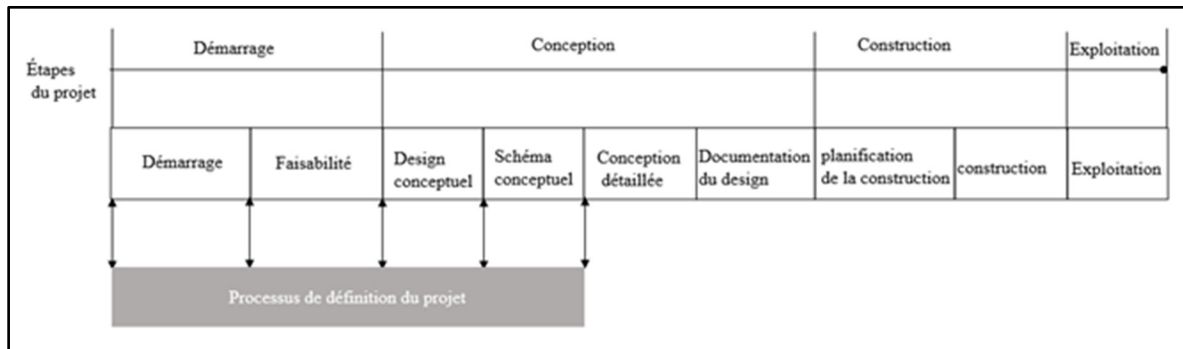 Démarrage
Conception
Construction
Exploitation
Étapes
du projet
Démarrage
Faisabilité
Design
conceptuel
Schéma
conceptuel
Conception
détaillée
Documentation
du design
planification
de la construction
construction
Exploitation
Processus de définition du projet